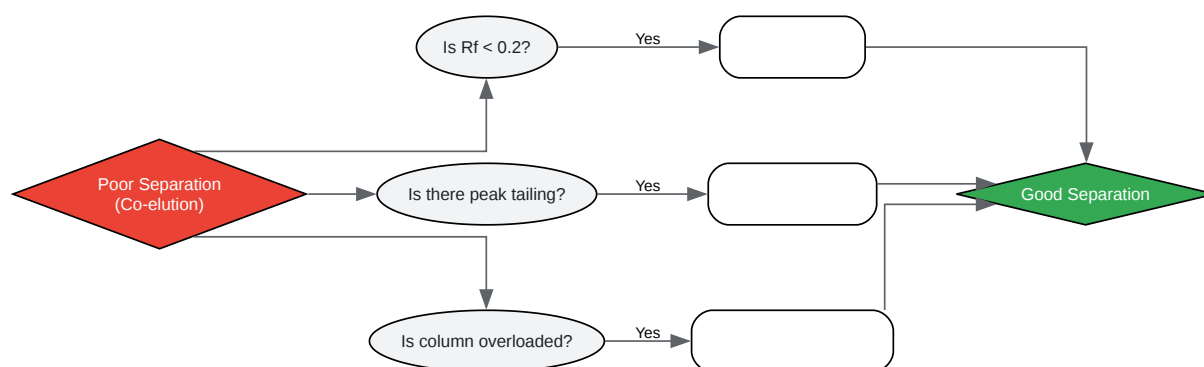 Is Rf < 0.2?
Yes
Poor Separation
(Co-elution)
Is there peak tailing?
Yes
Good Separation
Is column overloaded?
Yes